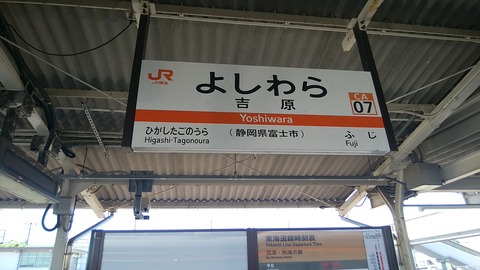 JR
よしわら
吉原
CA
07
Yoshiwara
ひがしたごのうら
Higashi-Tagonoura
（静岡県富士市）
ふじ
Fuji
東海道線時刻表
Tokaido Line Departure Time